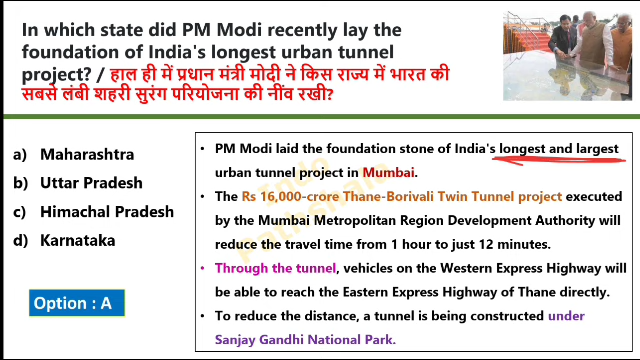 In which state did PM Modi recently lay the
foundation of India's longest urban tunnel
project? / हाल ही में प्रधान मंत्री मोदी ने किस राज्य में भारत की
सबसे लंबी शहरी सुरंग परियोजना की नींव रखी?
a) Maharashtra
b) Uttar Pradesh
c) Himachal Pradesh
d) Karnataka
Option : A
• PM Modi laid the foundation stone of India's longest and largest
urban tunnel project in Mumbai.
• The Rs 16,000-crore Thane-Borivali Twin Tunnel project executed
by the Mumbai Metropolitan Region Development Authority will
reduce the travel time from 1 hour to just 12 minutes.
• Through the tunnel, vehicles on the Western Express Highway will
be able to reach the Eastern Express Highway of Thane directly.
• To reduce the distance, a tunnel is being constructed under
Sanjay Gandhi National Park.
Indo
Pathshala